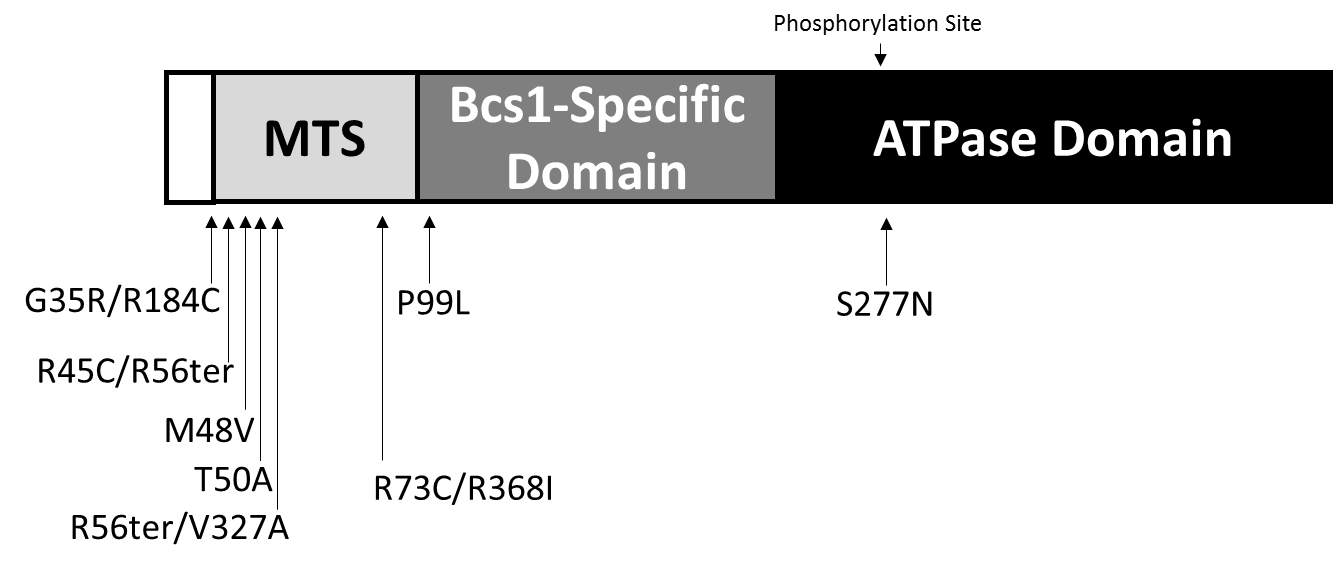 Phosphorylation Site
MTS
Bcs1-Specific
Domain
ATPase Domain
G35R/R184C
P99L
S277N
R45C/R56ter
M48V
T50A
R73C/R368I
R56ter/V327A